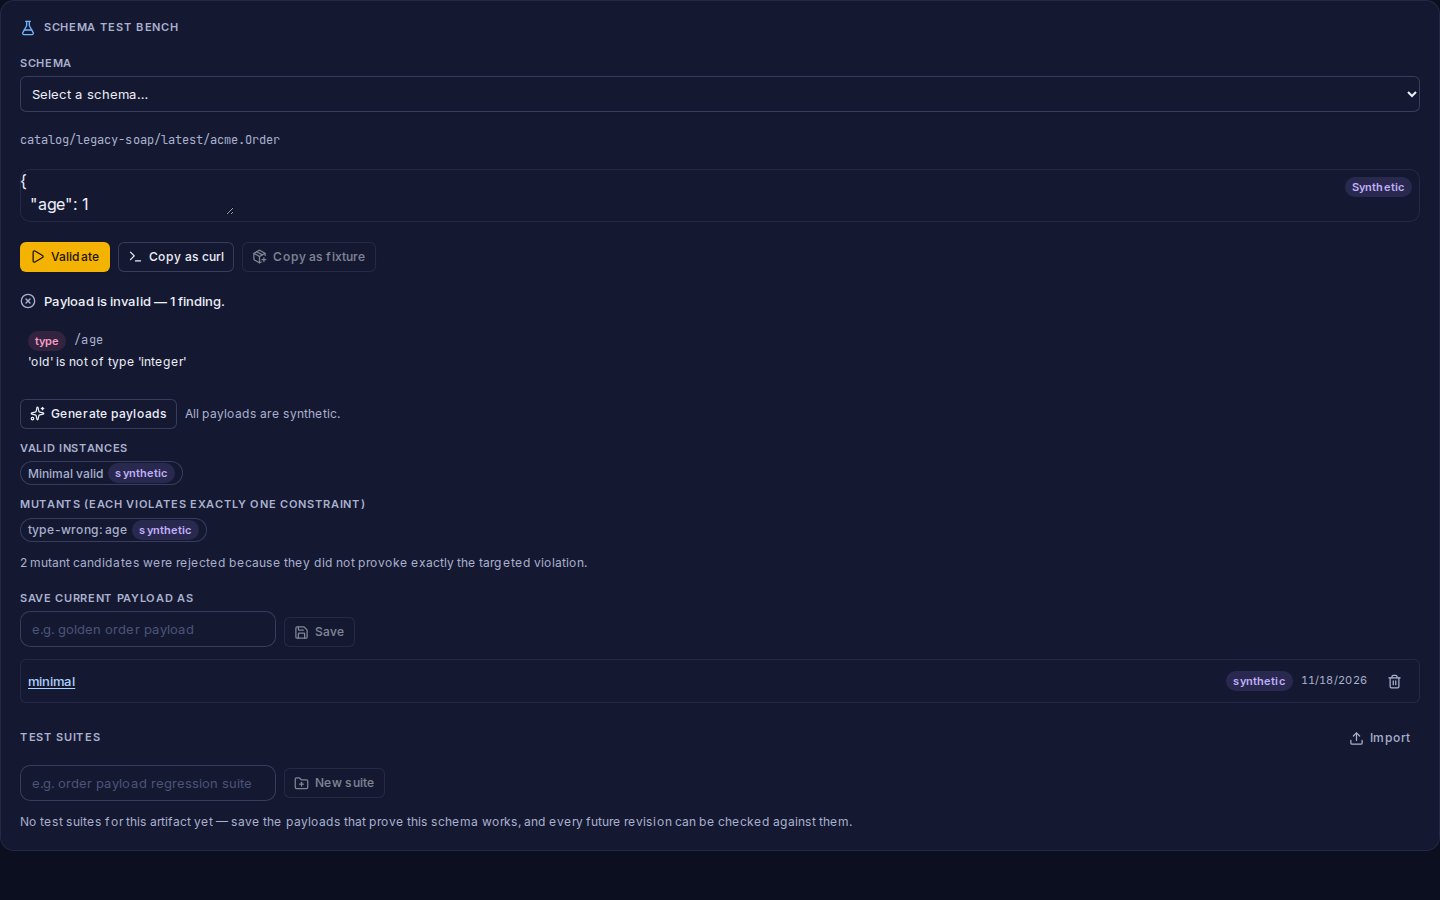 SCHEMA TEST BENCH
SCHEMA
Select a schema...
catalog/legacy-soap/latest/acme.Order
{
"age": 1
Synthetic
Validate
Copy as curl
Copy as fixture
Payload is invalid — 1 finding.
type /age
'old' is not of type 'integer'
Generate payloads
All payloads are synthetic.
VALID INSTANCES
Minimal valid synthetic
MUTANTS (EACH VIOLATES EXACTLY ONE CONSTRAINT)
type-wrong: age synthetic
2 mutant candidates were rejected because they did not provoke exactly the targeted violation.
SAVE CURRENT PAYLOAD AS
e.g. golden order payload
Save
minimal
synthetic 11/18/2026
TEST SUITES
Import
e.g. order payload regression suite
New suite
No test suites for this artifact yet — save the payloads that prove this schema works, and every future revision can be checked against them.